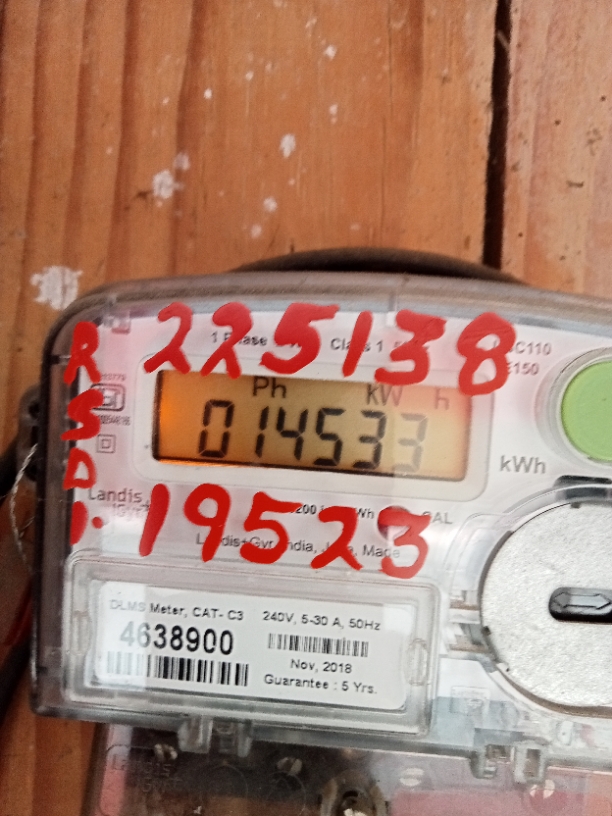 R 225138
1 Phase
Class 1
C110
E150
Ph kW h
014533
kWh
S
D
1. 19523
Landis
Gyr
CAL
Landis+Gyr India,
DLMS Meter, CAT- C3
240V, 5-30 A, 50Hz
4638900
Nov, 2018
Guarantee : 5 Yrs.